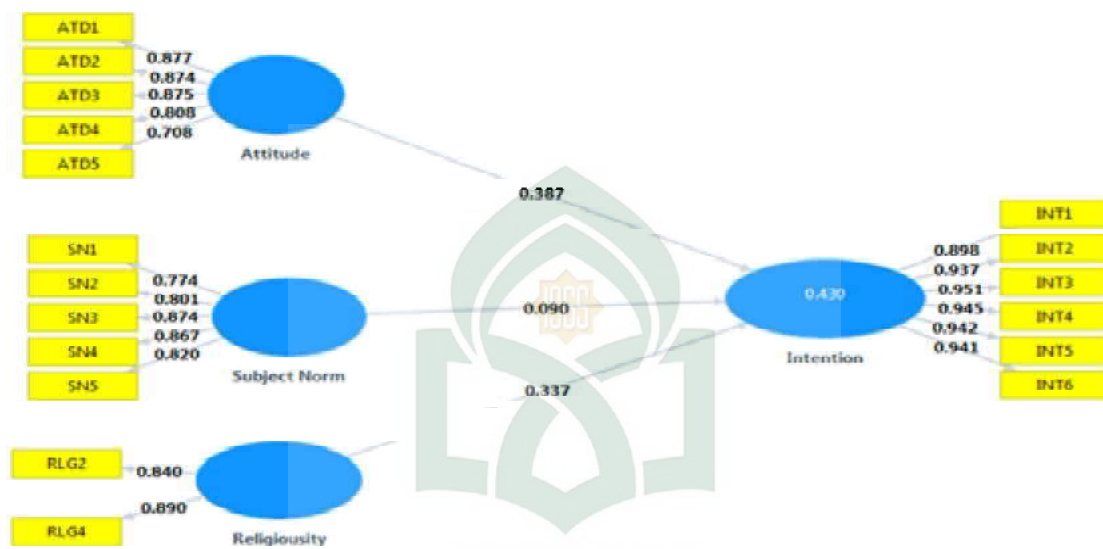 ATD1
ATD2
ATD3
ATD4
ATD5
0.877
0.874
0.875
0.808
0.708
Attitude
0.387
SN1
SN2
SN3
SN4
SN5
0.774
0.801
0.874
0.867
0.820
Subject Norm
0.090
RLG2
RLG4
0.840
0.890
Religiousity
0.337
0.430
Intention
0.898
0.937
0.951
0.945
0.942
0.941
INT1
INT2
INT3
INT4
INT5
INT6